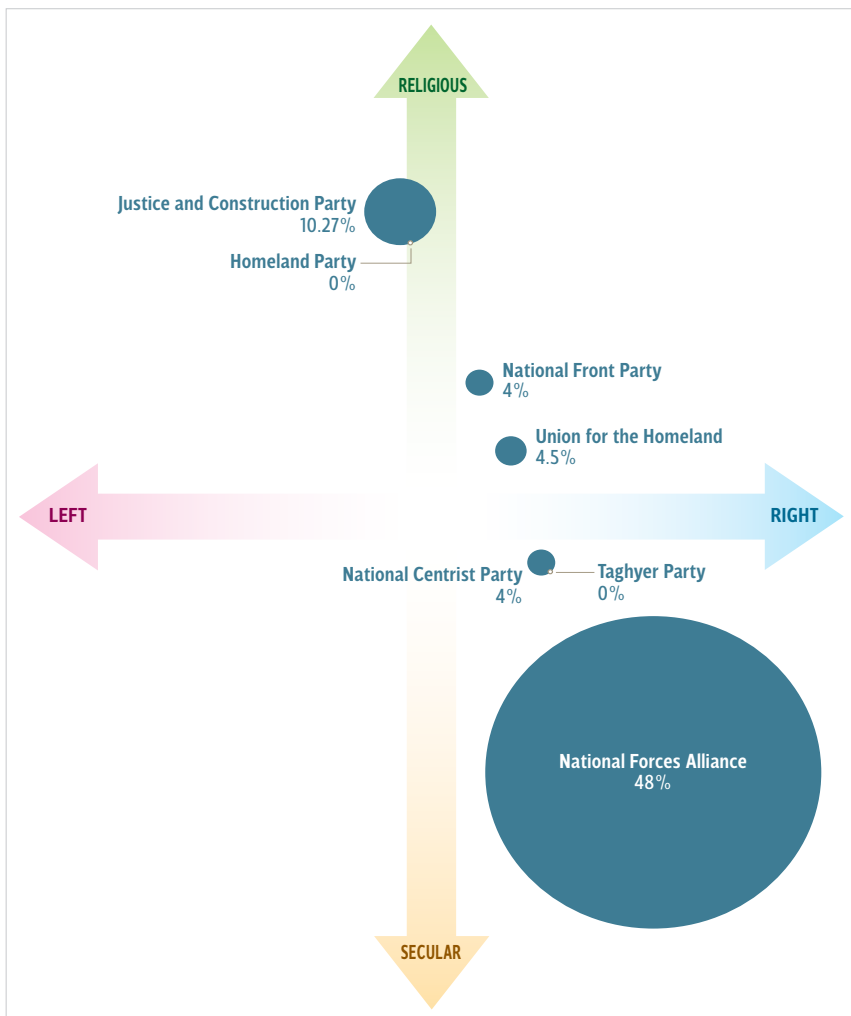 RELIGIOUS
Justice and Construction Party
10.27%
Homeland Party
0%
National Front Party
4%
Union for the Homeland
4.5%
LEFT
RIGHT
National Centrist Party
4%
Taghyer Party
0%
National Forces Alliance
48%
SECULAR